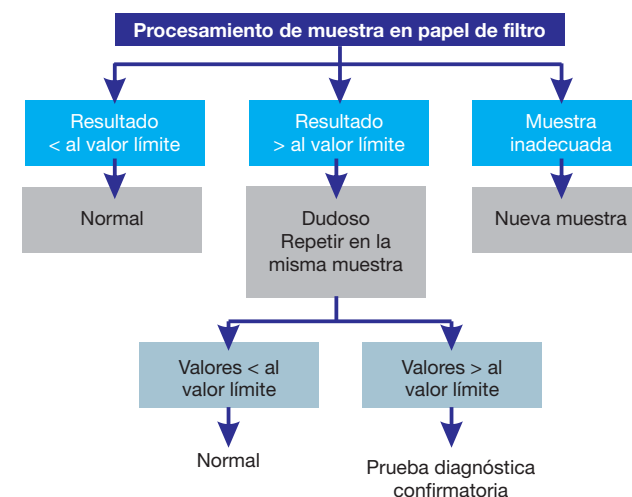 Procesamiento de muestra en papel de filtro
Resultado
< al valor límite
Resultado
> al valor límite
Muestra
inadecuada
Normal
Dudoso
Repetir en la
misma muestra
Nueva muestra
Valores < al
valor límite
Valores > al
valor límite
Normal
Prueba diagnóstica
confirmatoria